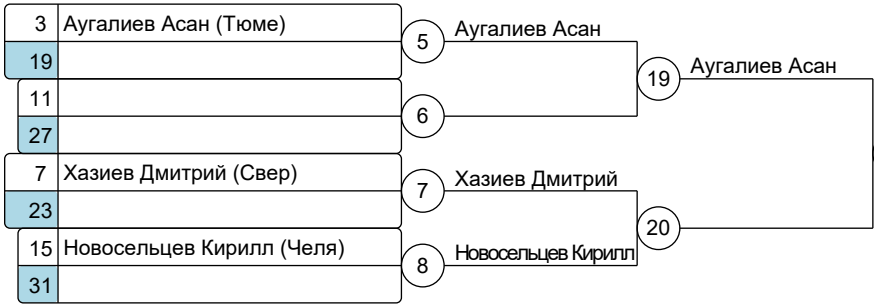 3 Аугалиев Асан (Тюме)
5 Аугалиев Асан
19
19 Аугалиев Асан
11
6
27
7 Хазиев Дмитрий (Свер)
7 Хазиев Дмитрий
23
20
15 Новосельцев Кирилл (Челя)
8 Новосельцев Кирилл
31